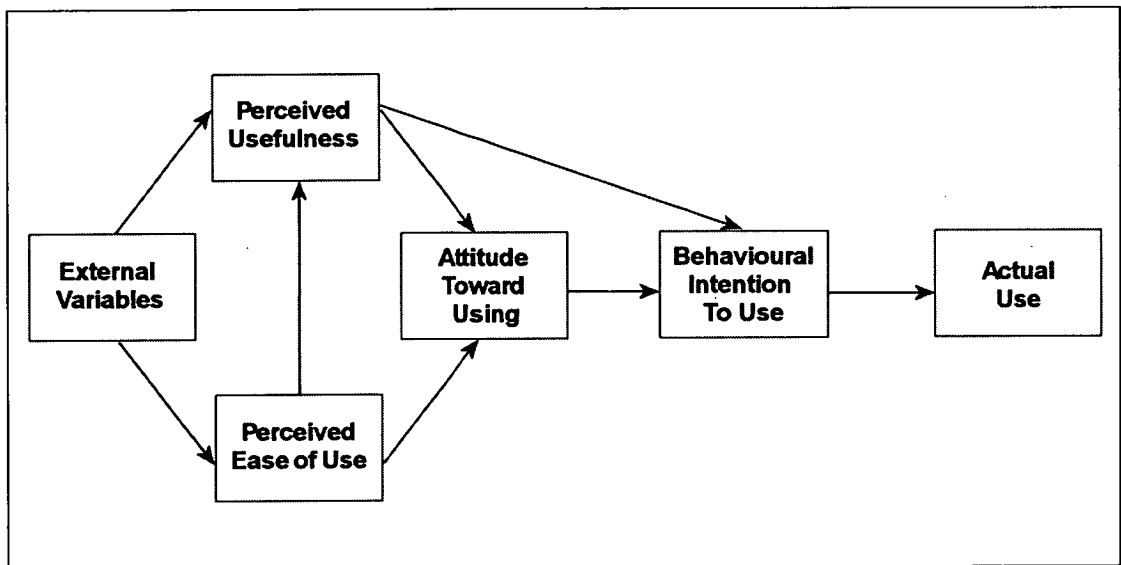 Perceived
Usefulness
External
Variables
Attitude
Toward
Using
Behavioural
Intention
To Use
Actual
Use
Perceived
Ease of Use